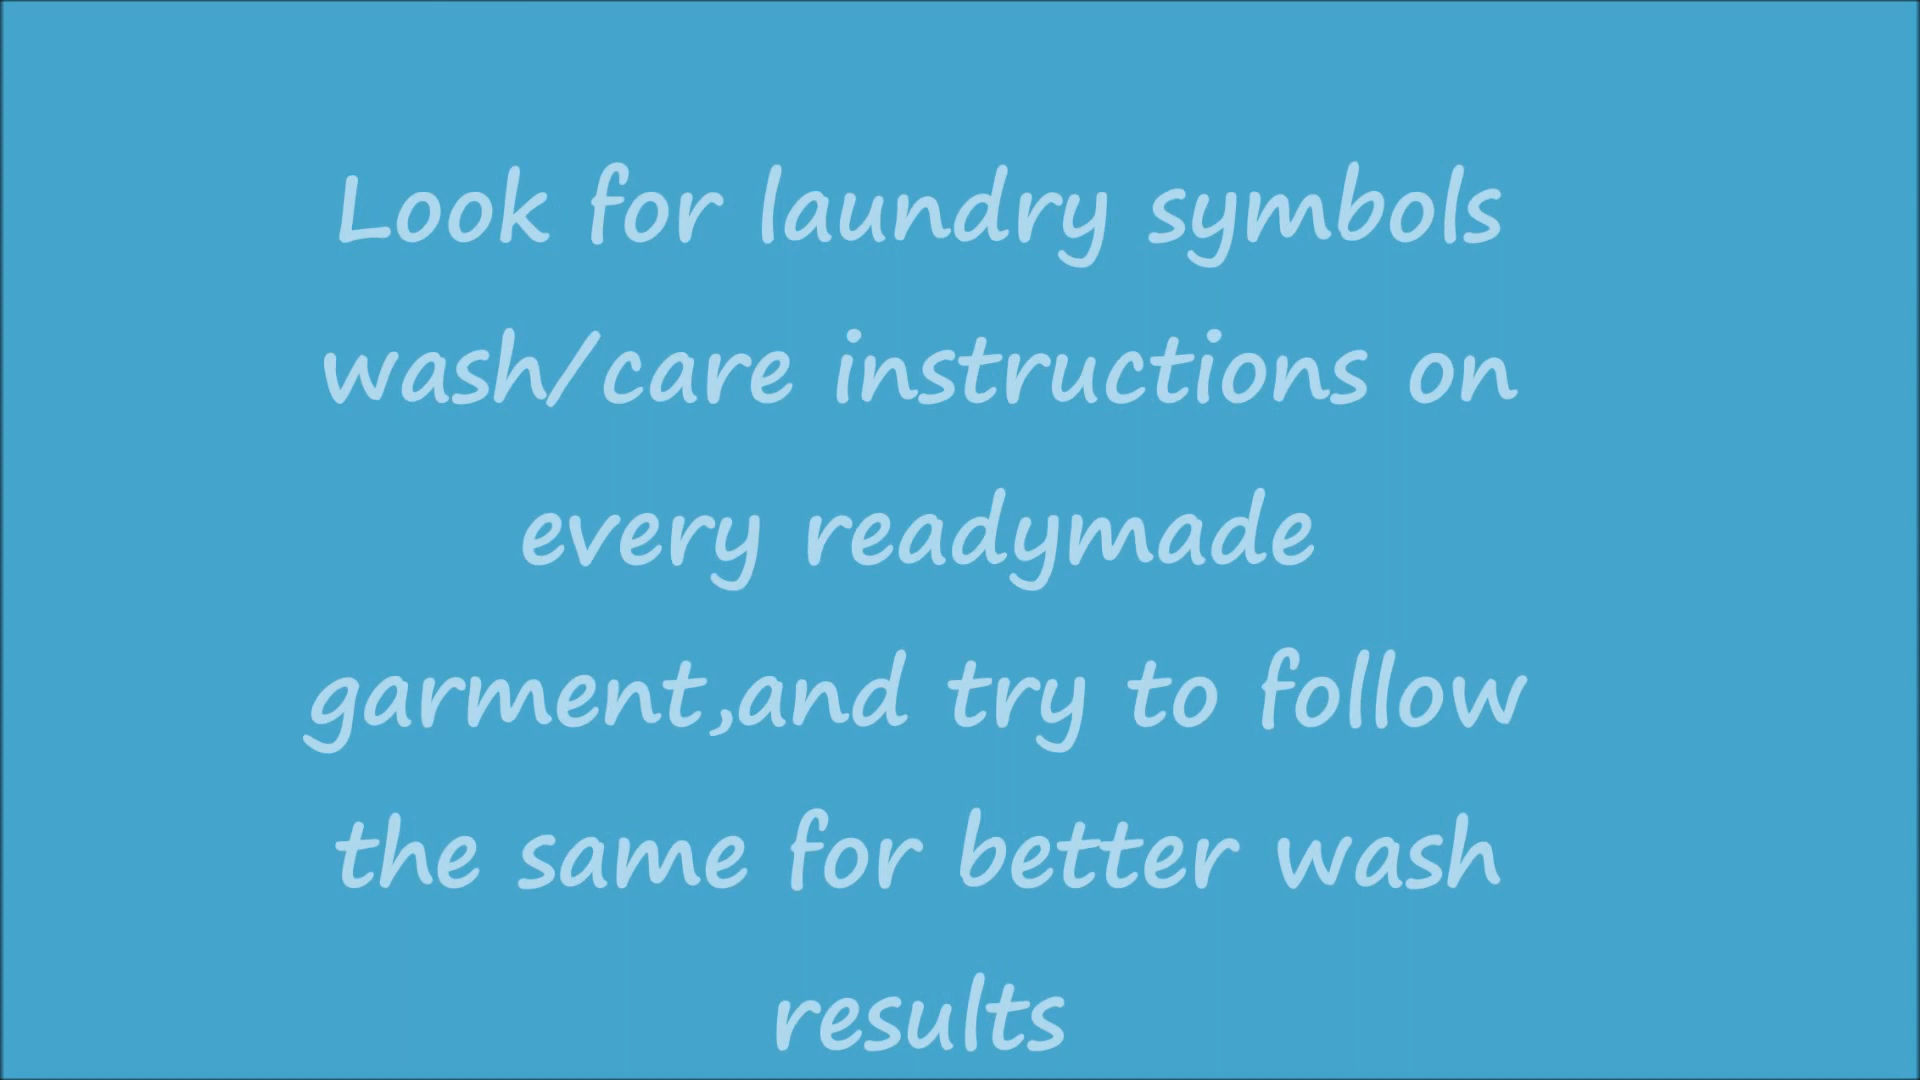 Look for laundry symbols
wash/care instructions on
every readymade
garment,and try to follow
the same for better wash
results